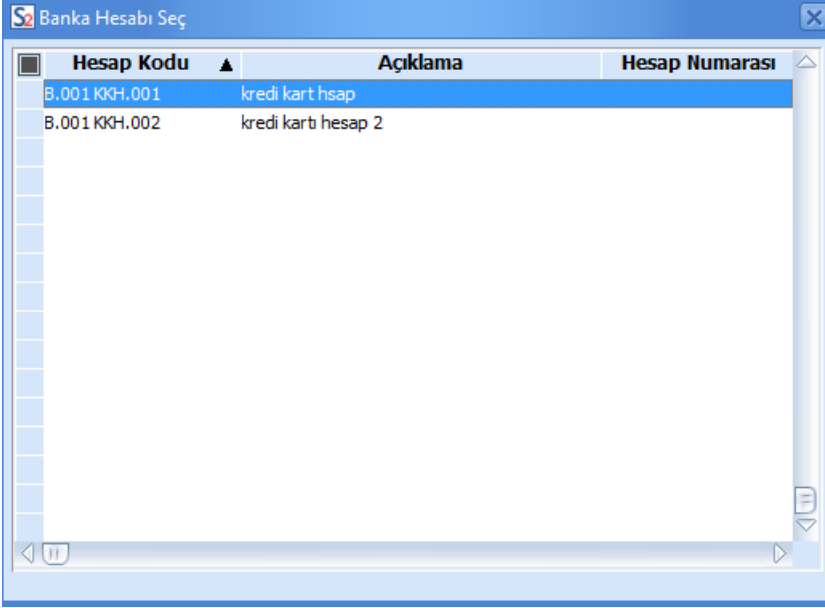 S2 Banka Hesabı Seç
Hesap Kodu Açıklama Hesap Numarası
B.001 KKH.001 kredi kart hsap
B.001 KKH.002 kredi kartı hesap 2